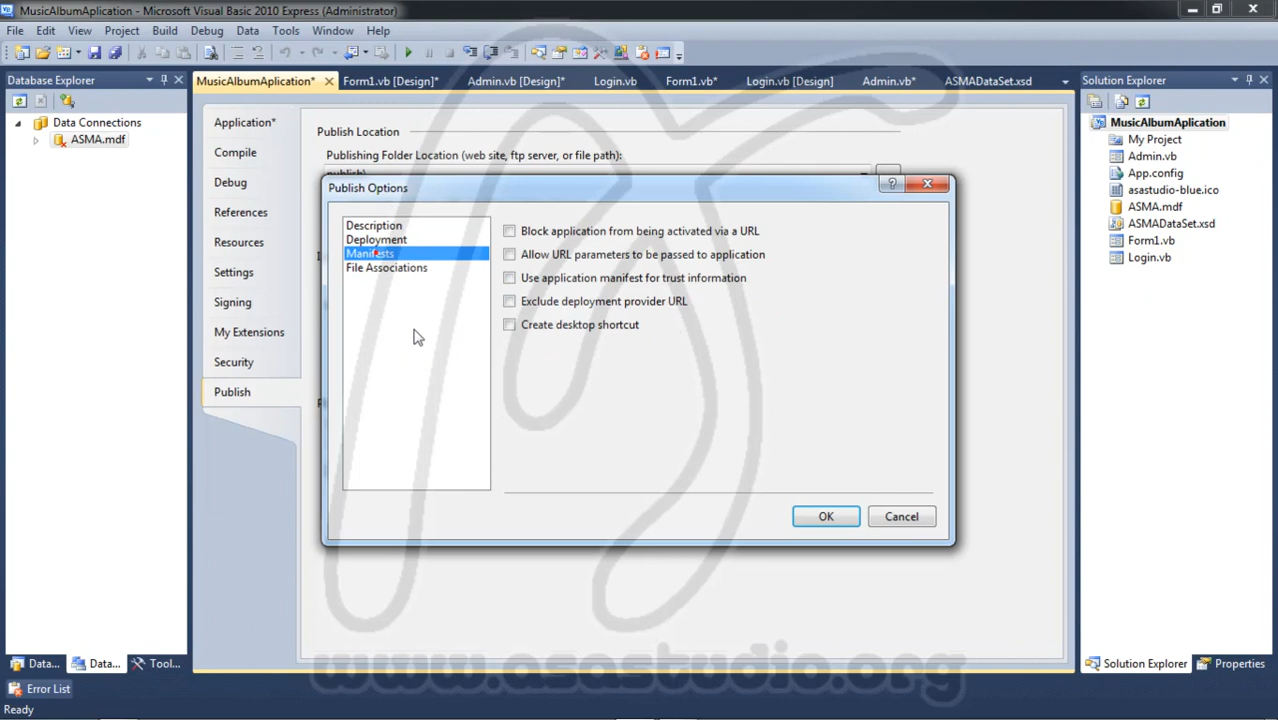 MusicAlbumAplication - Microsoft Visual Basic 2010 Express (Administrator)
File Edit View Project Build Debug Data Tools Window Help
Database Explorer
MusicAlbumAplication* Form1.vb [Design]* Admin.vb [Design]* Login.vb Form1.vb* Login.vb [Design] Admin.vb* ASMADataSet.xsd
Solution Explorer
Data Connections
ASMA.mdf
Application*
Compile
Debug
References
Resources
Settings
Signing
My Extensions
Security
Publish
Publish Location
Publishing Folder Location (web site, ftp server, or file path):
publish\
Publish Options
Description
Deployment
Manifests
File Associations
Block application from being activated via a URL
Allow URL parameters to be passed to application
Use application manifest for trust information
Exclude deployment provider URL
Create desktop shortcut
OK Cancel
MusicAlbumAplication
My Project
Admin.vb
App.config
asastudio-blue.ico
ASMA.mdf
ASMADataSet.xsd
Form1.vb
Login.vb
Data... Data... Tool...
Solution Explorer Properties
Error List
Ready
www.asastudio.org